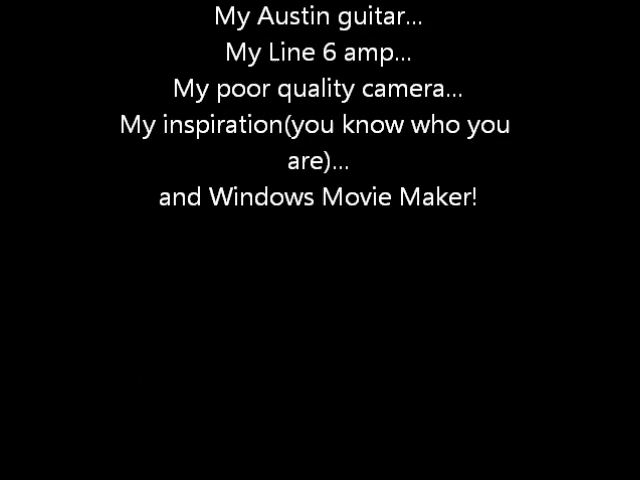 My Austin guitar...
My Line 6 amp...
My poor quality camera...
My inspiration(you know who you
are)...
and Windows Movie Maker!